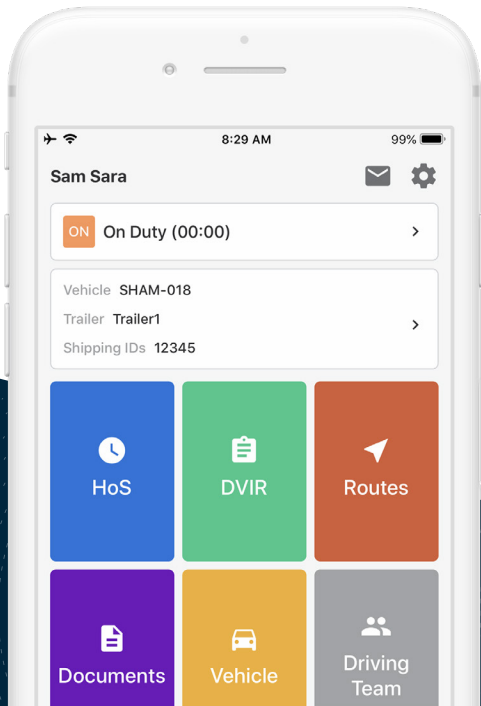 8:29 AM
99%
Sam Sara
ON On Duty (00:00)
Vehicle SHAM-018
Trailer Trailer1
Shipping IDs 12345
HoS
DVIR
Routes
Documents
Vehicle
Driving
Team